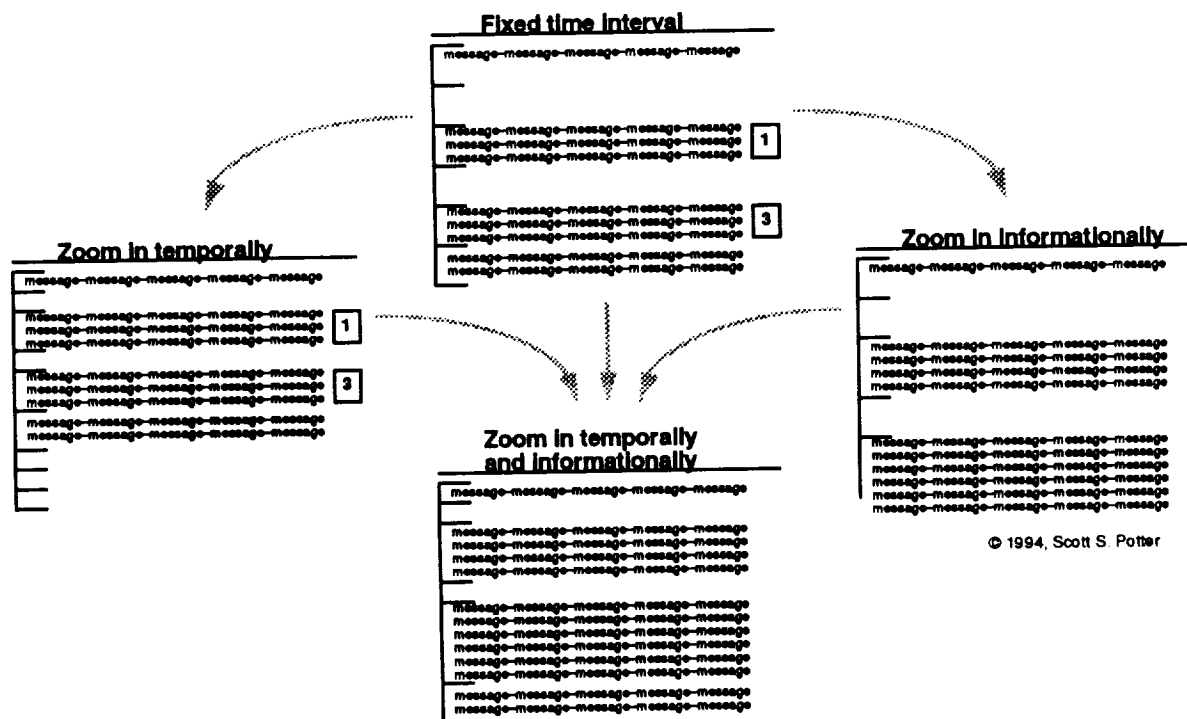 Fixed time interval
message-message-message-message-message
message-message-message-message-message
message-message-message-message-message 1
message-message-message-message-message
message-message-message-message-message
message-message-message-message-message 3
message-message-message-message-message
message-message-message-message-message
message-message-message-message-message
Zoom in temporally
message-message-message-message-message
message-message-message-message-message
message-message-message-message-message 1
message-message-message-message-message
message-message-message-message-message
message-message-message-message-message 3
message-message-message-message-message
message-message-message-message-message
message-message-message-message-message
Zoom in informationally
message-message-message-message-message
message-message-message-message-message
message-message-message-message-message
message-message-message-message-message
message-message-message-message-message
message-message-message-message-message
message-message-message-message-message
message-message-message-message-message
message-message-message-message-message
message-message-message-message-message
message-message-message-message-message
© 1994, Scott S. Potter
Zoom in temporally
and informationally
message-message-message-message-message
message-message-message-message-message
message-message-message-message-message
message-message-message-message-message
message-message-message-message-message
message-message-message-message-message
message-message-message-message-message
message-message-message-message-message
message-message-message-message-message
message-message-message-message-message
message-message-message-message-message
message-message-message-message-message
message-message-message-message-message